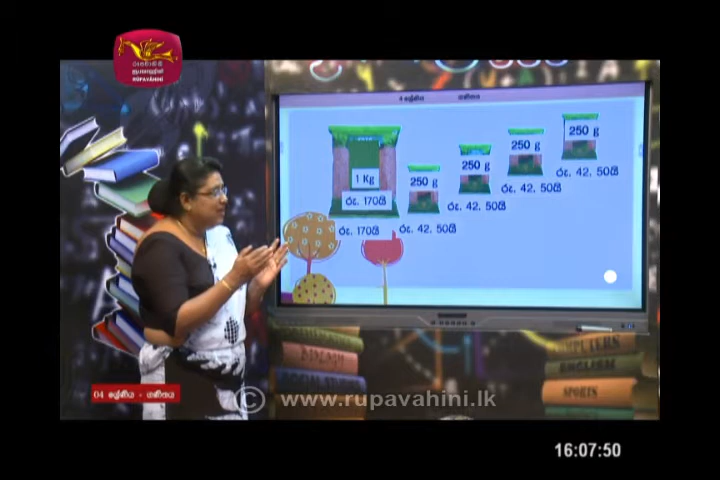 රූපවාහිනී
RUPAVAHINI
4 ශ්‍රේණිය ගණිතය
250 g
250 g
250 g
250 g
1 Kg
රු. 170යි
රු. 42. 50යි
රු. 42. 50යි
රු. 42. 50යි
රු. 42. 50යි
රු. 170යි
COMPUTERS
ENGLISH
SPORTS
04 ශ්‍රේණිය - ගණිතය
© www.rupavahini.lk
16:07:50